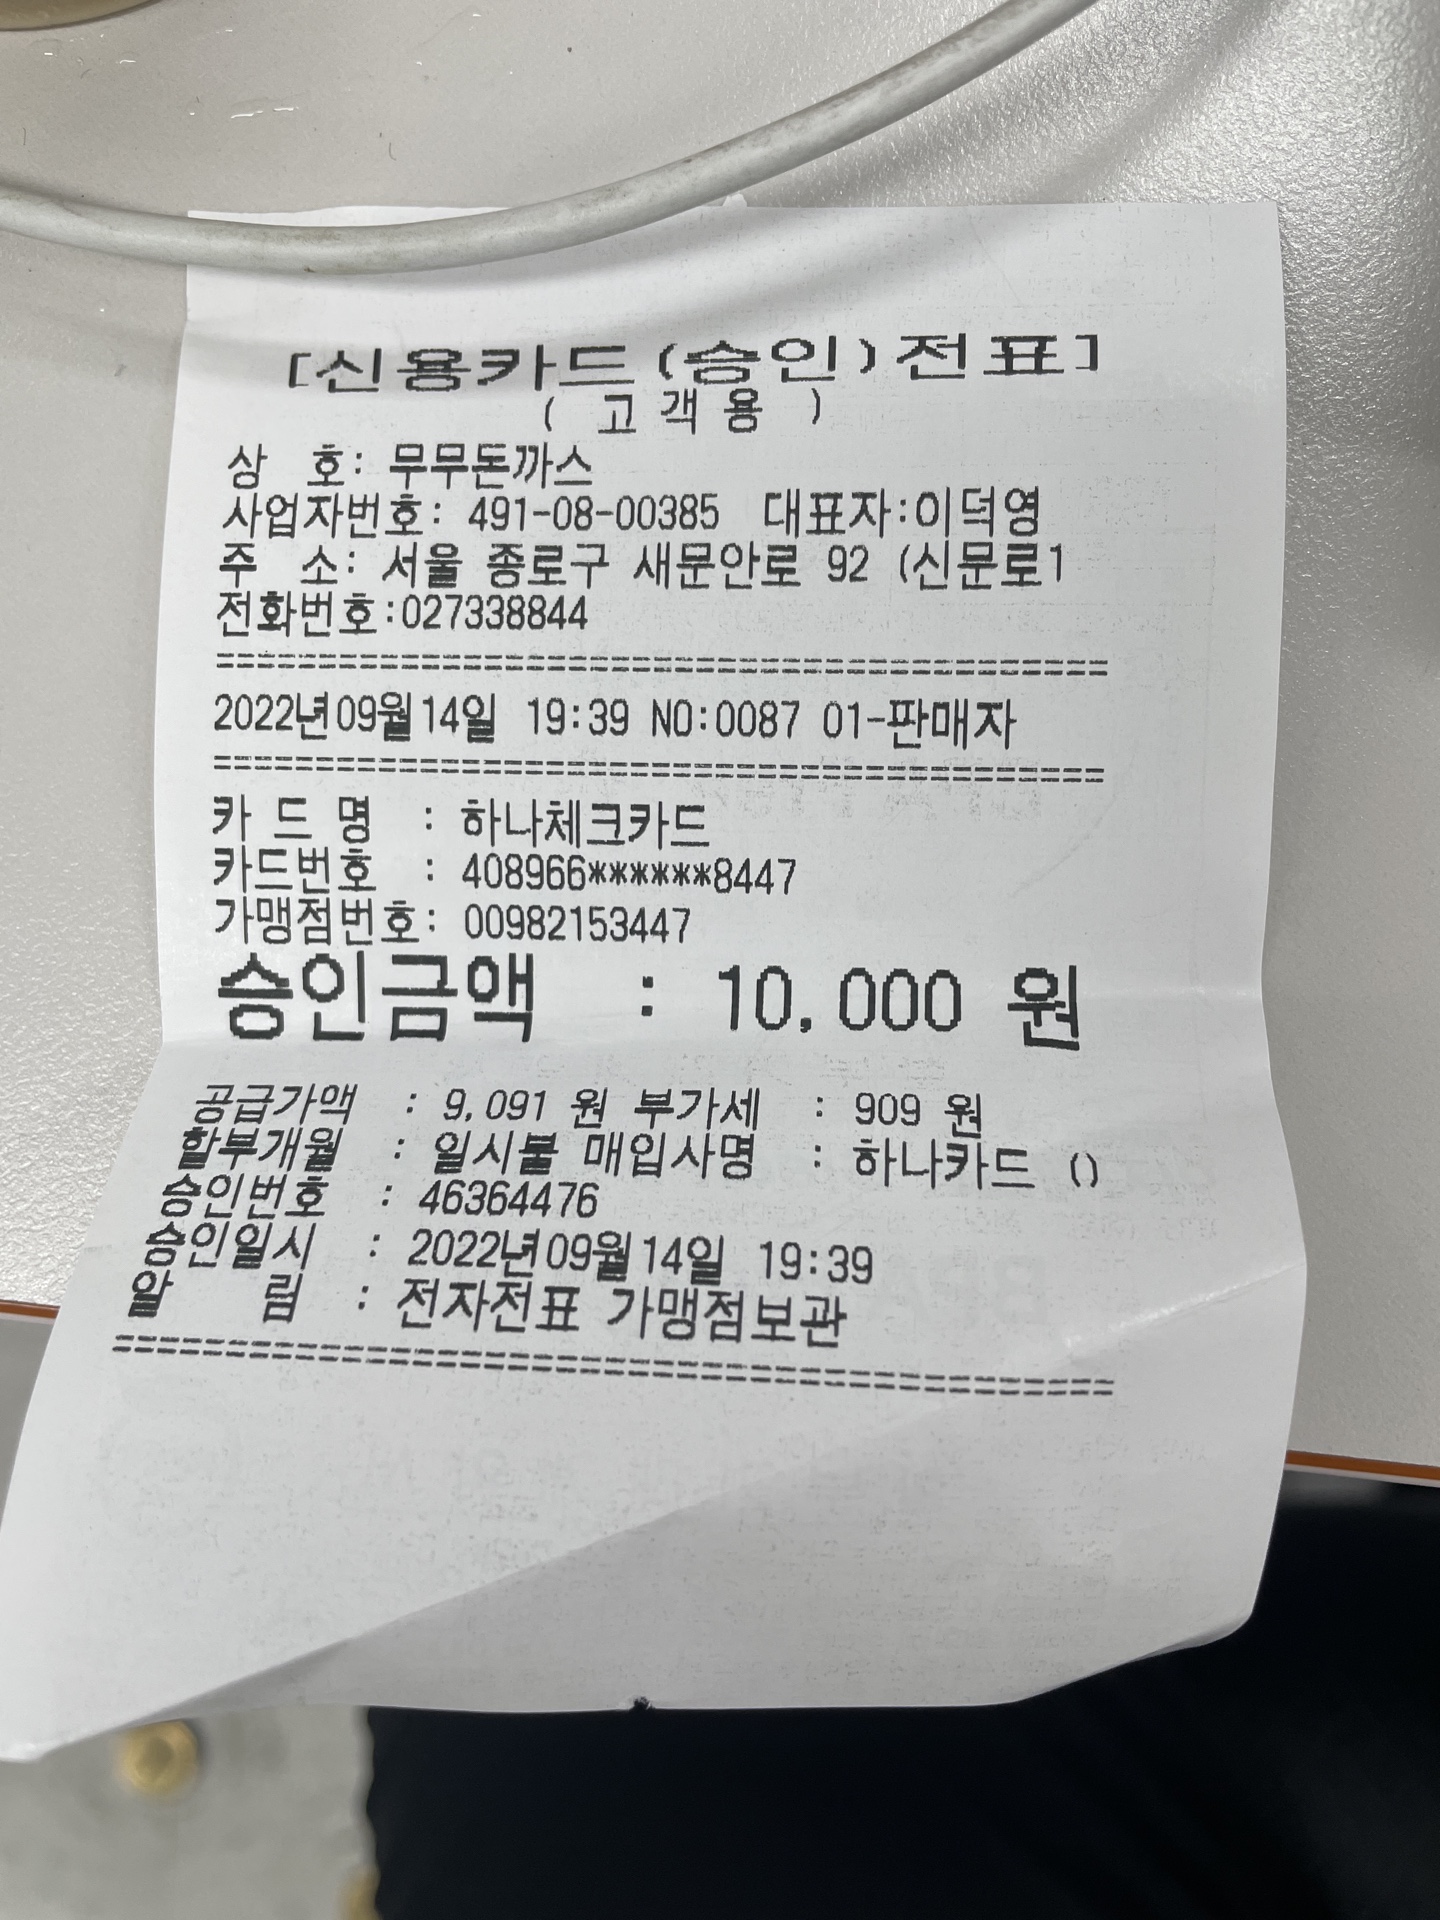 [신용카드(승인)전표]
( 고객용 )
상 호: 무무돈까스
사업자번호: 491-08-00385 대표자:이덕영
주 소: 서울 종로구 새문안로 92 (신문로1
전화번호:027338844
============================================
2022년09월14일 19:39 NO:0087 01-판매자
============================================
카 드 명 : 하나체크카드
카드번호 : 408966******8447
가맹점번호: 00982153447
승인금액 : 10,000 원
공급가액 : 9,091 원 부가세 : 909 원
할부개월 : 일시불 매입사명 : 하나카드 ()
승인번호 : 46364476
승인일시 : 2022년09월14일 19:39
알 림 : 전자전표 가맹점보관
============================================